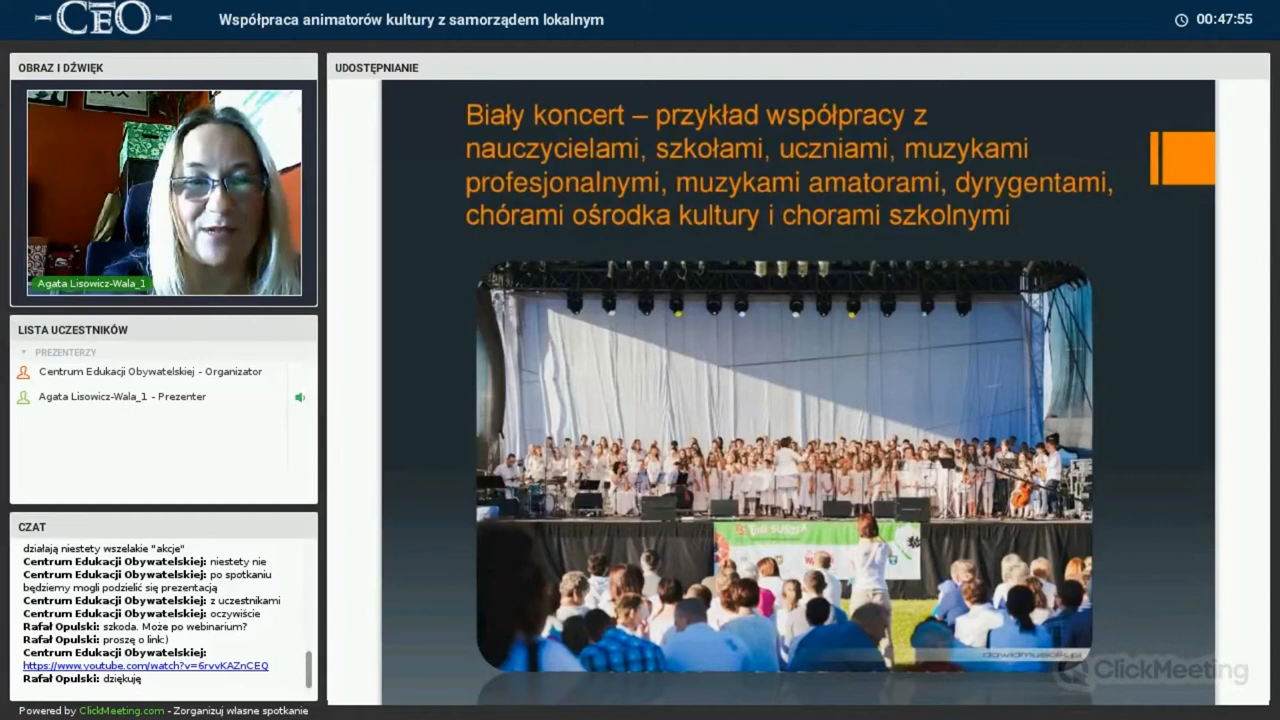 CEO
Współpraca animatorów kultury z samorządem lokalnym
00:47:55
OBRAZ I DŹWIĘK
Agata Lisowicz-Wala_1
LISTA UCZESTNIKÓW
PREZENTERZY
Centrum Edukacji Obywatelskiej - Organizator
Agata Lisowicz-Wala_1 - Prezenter
CZAT
działają niestety wszelakie "akcje"
Centrum Edukacji Obywatelskiej: niestety nie
Centrum Edukacji Obywatelskiej: po spotkaniu
będziemy mogli podzielić się prezentacją
Centrum Edukacji Obywatelskiej: z uczestnikami
Centrum Edukacji Obywatelskiej: oczywiście
Rafał Opulski: szkoda. Może po webinarium?
Rafał Opulski: proszę o link:)
Centrum Edukacji Obywatelskiej:
https://www.youtube.com/watch?v=6rvvKAZnCEQ
Rafał Opulski: dziękuję
Powered by ClickMeeting.com - Zorganizuj własne spotkanie
UDOSTĘPNIANIE
Biały koncert – przykład współpracy z
nauczycielami, szkołami, uczniami, muzykami
profesjonalnymi, muzykami amatorami, dyrygentami,
chórami ośrodka kultury i chorami szkolnymi
ClickMeeting